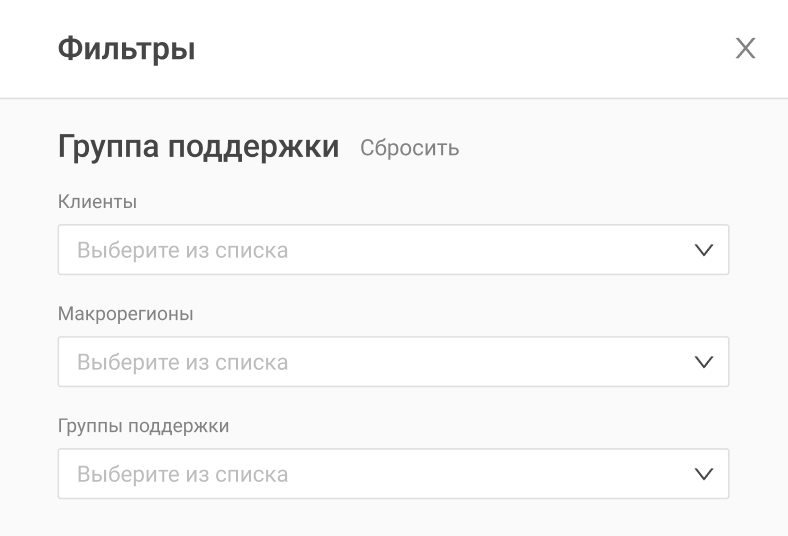 Фильтры
Группа поддержки Сбросить
Клиенты
Выберите из списка
Макрорегионы
Выберите из списка
Группы поддержки
Выберите из списка